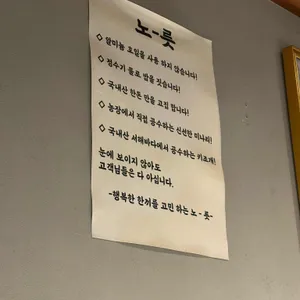 노-릇
◇ 알미늄 호일을 사용 하지 않습니다!
◇ 정수기 물로 밥을 짓습니다!
◇ 국내산 한돈 만을 고집 합니다!
◇ 농장에서 직접 공수하는 신선한 미나리!
◇ 국내산 서해바다에서 공수하는 키조개!
눈에 보이지 않아도
고객님들은 다 아십니다.
-행복한 한끼를 고민 하는 노 - 릇-